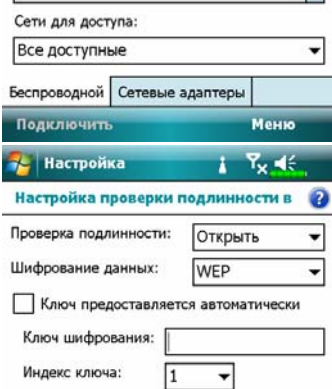 Сети для доступа:
Все доступные
Беспроводной Сетевые адаптеры
Подключить Меню
Настройка
Настройка проверки подлинности в
Проверка подлинности: Открыть
Шифрование данных: WEP
Ключ предоставляется автоматически
Ключ шифрования:
Индекс ключа: 1